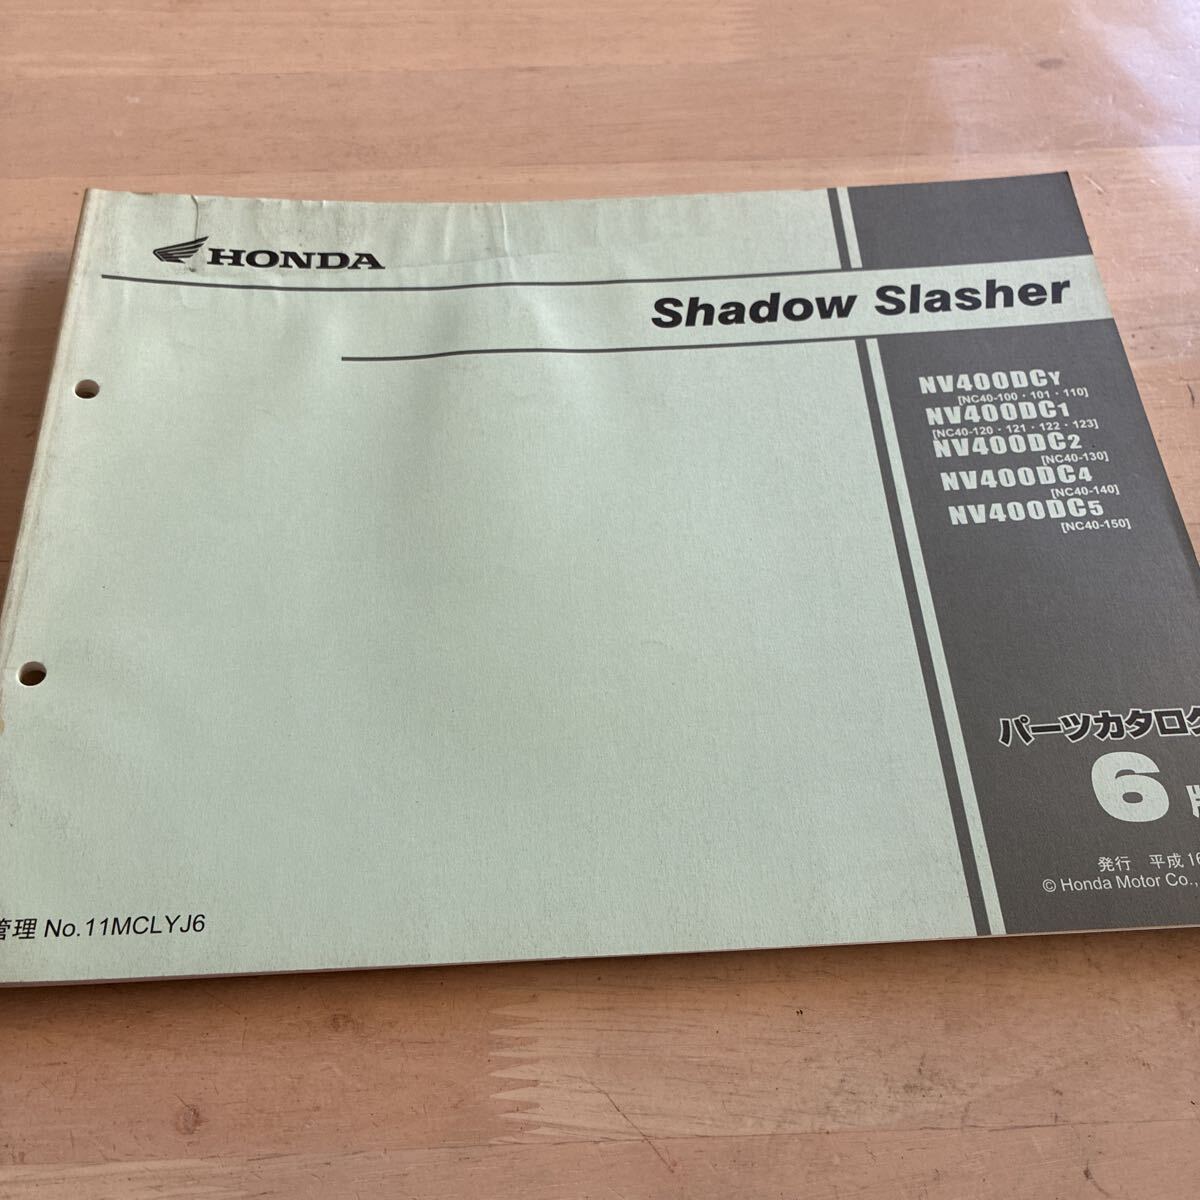 HONDA
Shadow Slasher
NV400DCY
[NC40-100・101・110]
NV400DC1
[NC40-120・121・122・123]
NV400DC2
[NC40-130]
NV400DC4
[NC40-140]
NV400DC5
[NC40-150]
パーツカタログ
6
発行 平成16
© Honda Motor Co.,
管理 No.11MCLYJ6